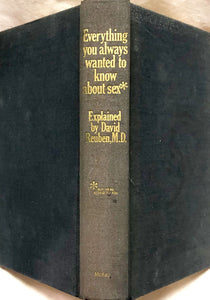 Everything
you always
wanted to
know
about sex*
Explained
by David
Reuben, M.D.
*